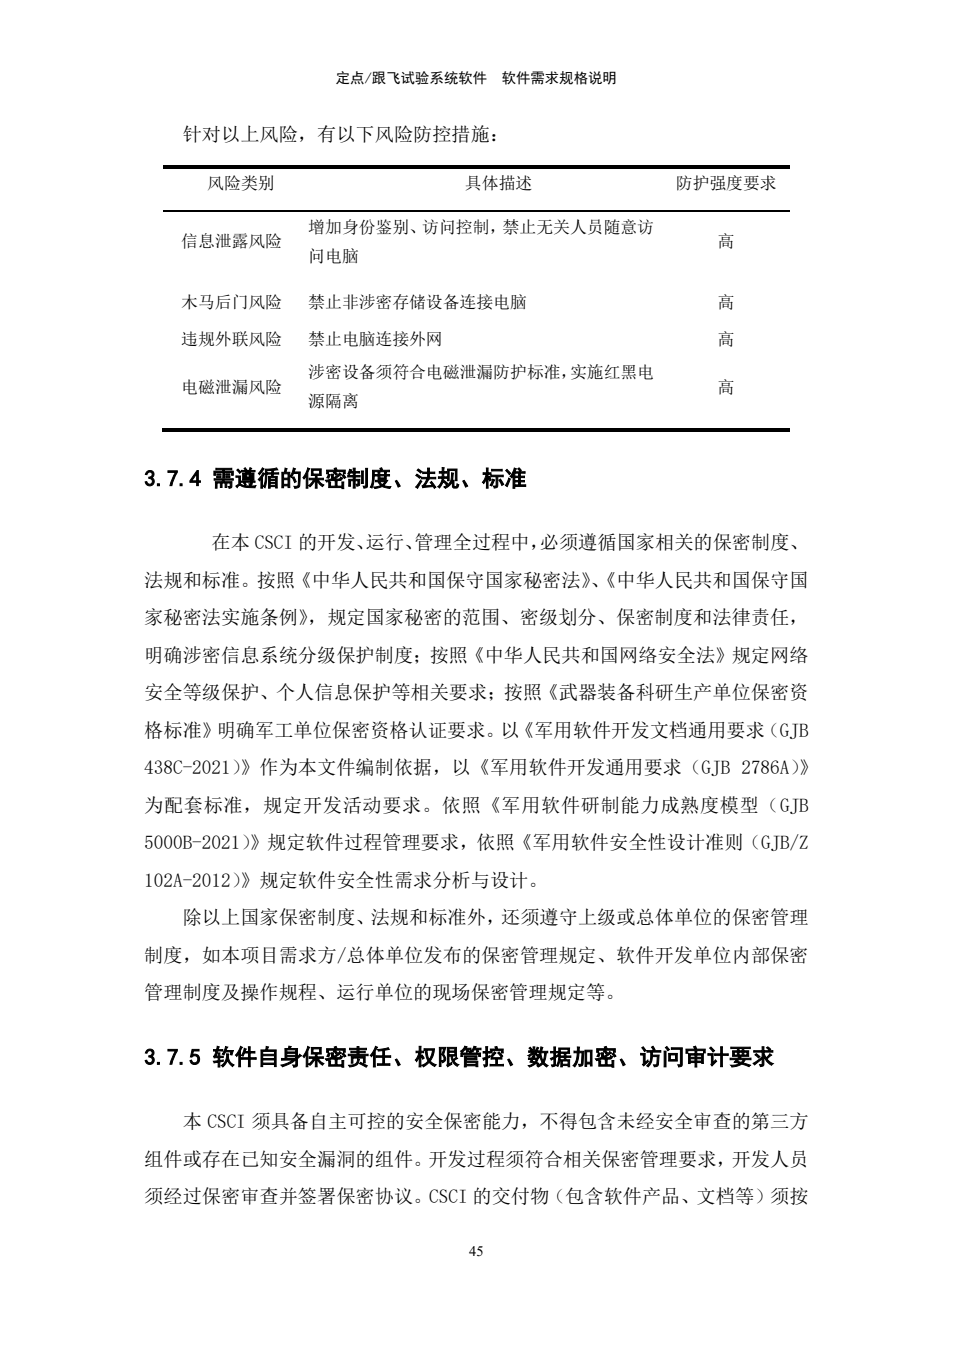 定点/跟飞试验系统软件　软件需求规格说明
针对以上风险，有以下风险防控措施：
风险类别　具体描述　防护强度要求
信息泄露风险　增加身份鉴别、访问控制，禁止无关人员随意访
问电脑　高
木马后门风险　禁止非涉密存储设备连接电脑　高
违规外联风险　禁止电脑连接外网　高
电磁泄漏风险　涉密设备须符合电磁泄漏防护标准，实施红黑电
源隔离　高
3.7.4 需遵循的保密制度、法规、标准
在本 CSCI 的开发、运行、管理全过程中，必须遵循国家相关的保密制度、
法规和标准。按照《中华人民共和国保守国家秘密法》、《中华人民共和国保守国
家秘密法实施条例》，规定国家秘密的范围、密级划分、保密制度和法律责任，
明确涉密信息系统分级保护制度；按照《中华人民共和国网络安全法》规定网络
安全等级保护、个人信息保护等相关要求；按照《武器装备科研生产单位保密资
格标准》明确军工单位保密资格认证要求。以《军用软件开发文档通用要求（GJB
438C-2021）》作为本文件编制依据，以《军用软件开发通用要求（GJB 2786A）》
为配套标准，规定开发活动要求。依照《军用软件研制能力成熟度模型（GJB
5000B-2021）》规定软件过程管理要求，依照《军用软件安全性设计准则（GJB/Z
102A-2012）》规定软件安全性需求分析与设计。
除以上国家保密制度、法规和标准外，还须遵守上级或总体单位的保密管理
制度，如本项目需求方/总体单位发布的保密管理规定、软件开发单位内部保密
管理制度及操作规程、运行单位的现场保密管理规定等。
3.7.5 软件自身保密责任、权限管控、数据加密、访问审计要求
本 CSCI 须具备自主可控的安全保密能力，不得包含未经安全审查的第三方
组件或存在已知安全漏洞的组件。开发过程须符合相关保密管理要求，开发人员
须经过保密审查并签署保密协议。CSCI 的交付物（包含软件产品、文档等）须按
45